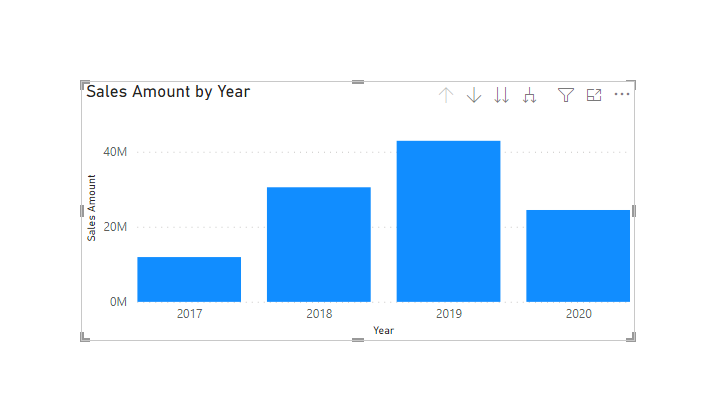 Sales Amount by Year
Sales Amount
40M
20M
0M
2017 2018 2019 2020
Year